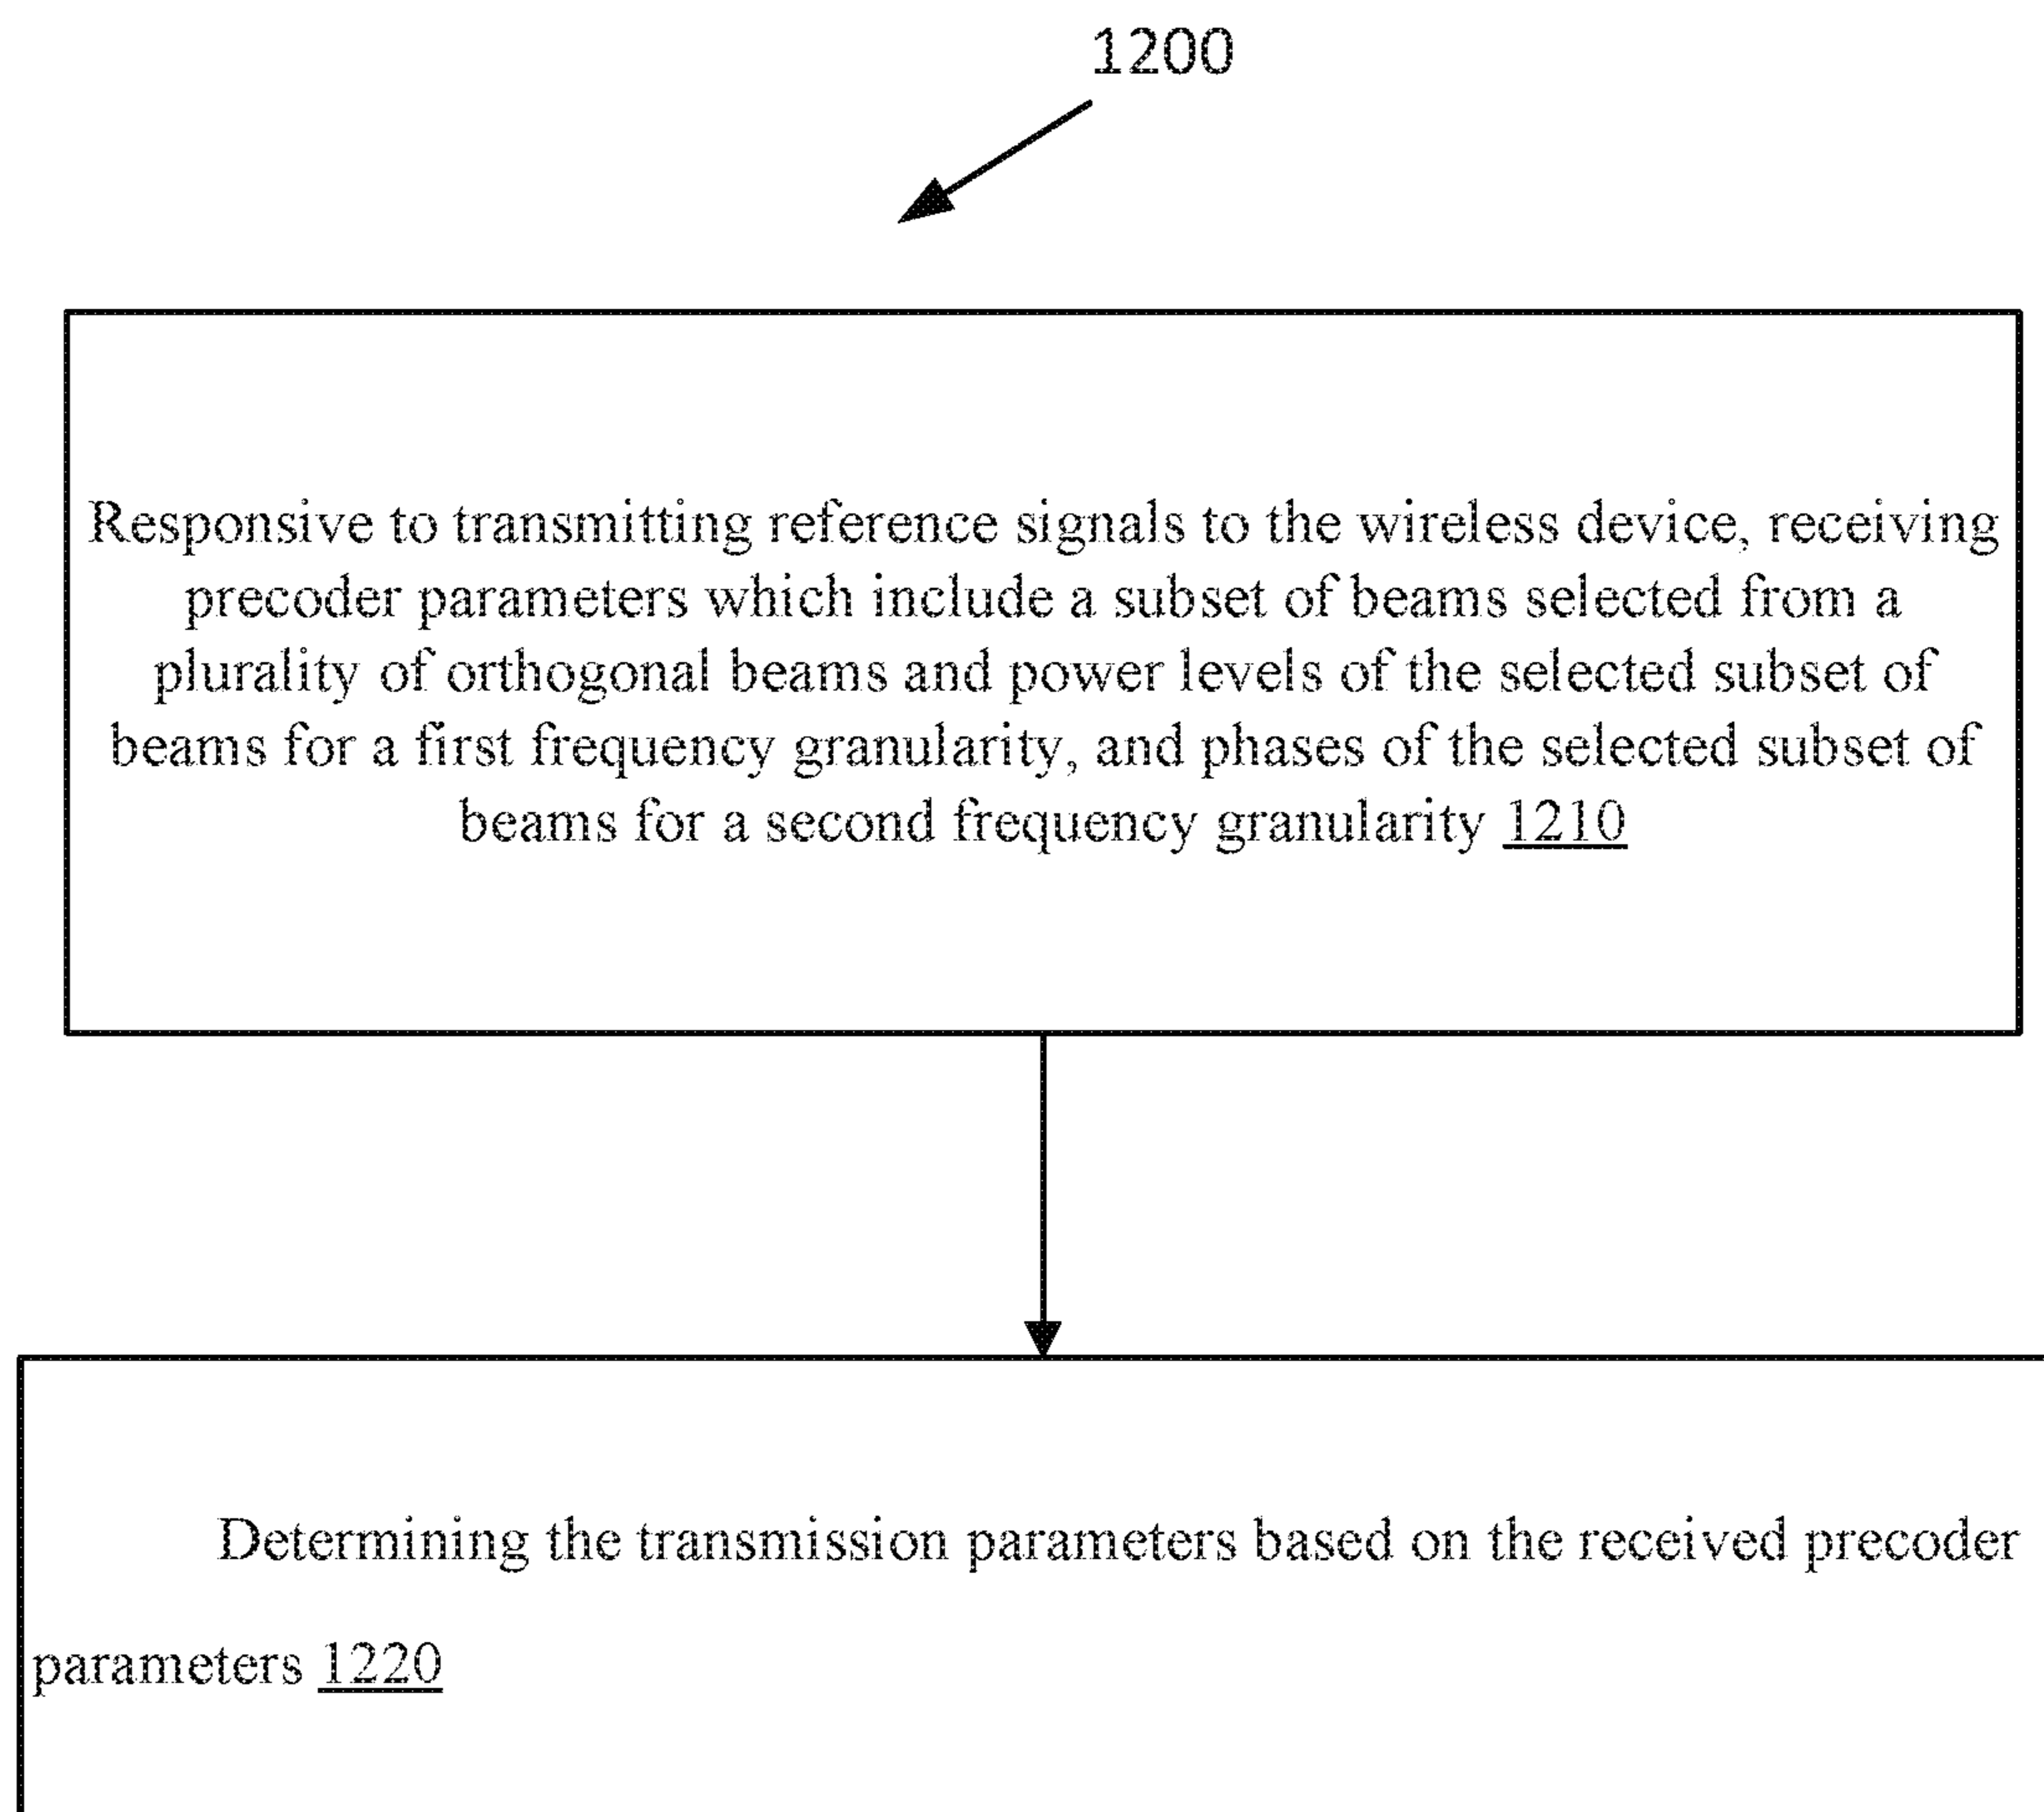 1200
Responsive to transmitting reference signals to the wireless device, receiving
precoder parameters which include a subset of beams selected from a
plurality of orthogonal beams and power levels of the selected subset of
beams for a first frequency granularity, and phases of the selected subset of
beams for a second frequency granularity 1210
Determining the transmission parameters based on the received precoder
parameters 1220